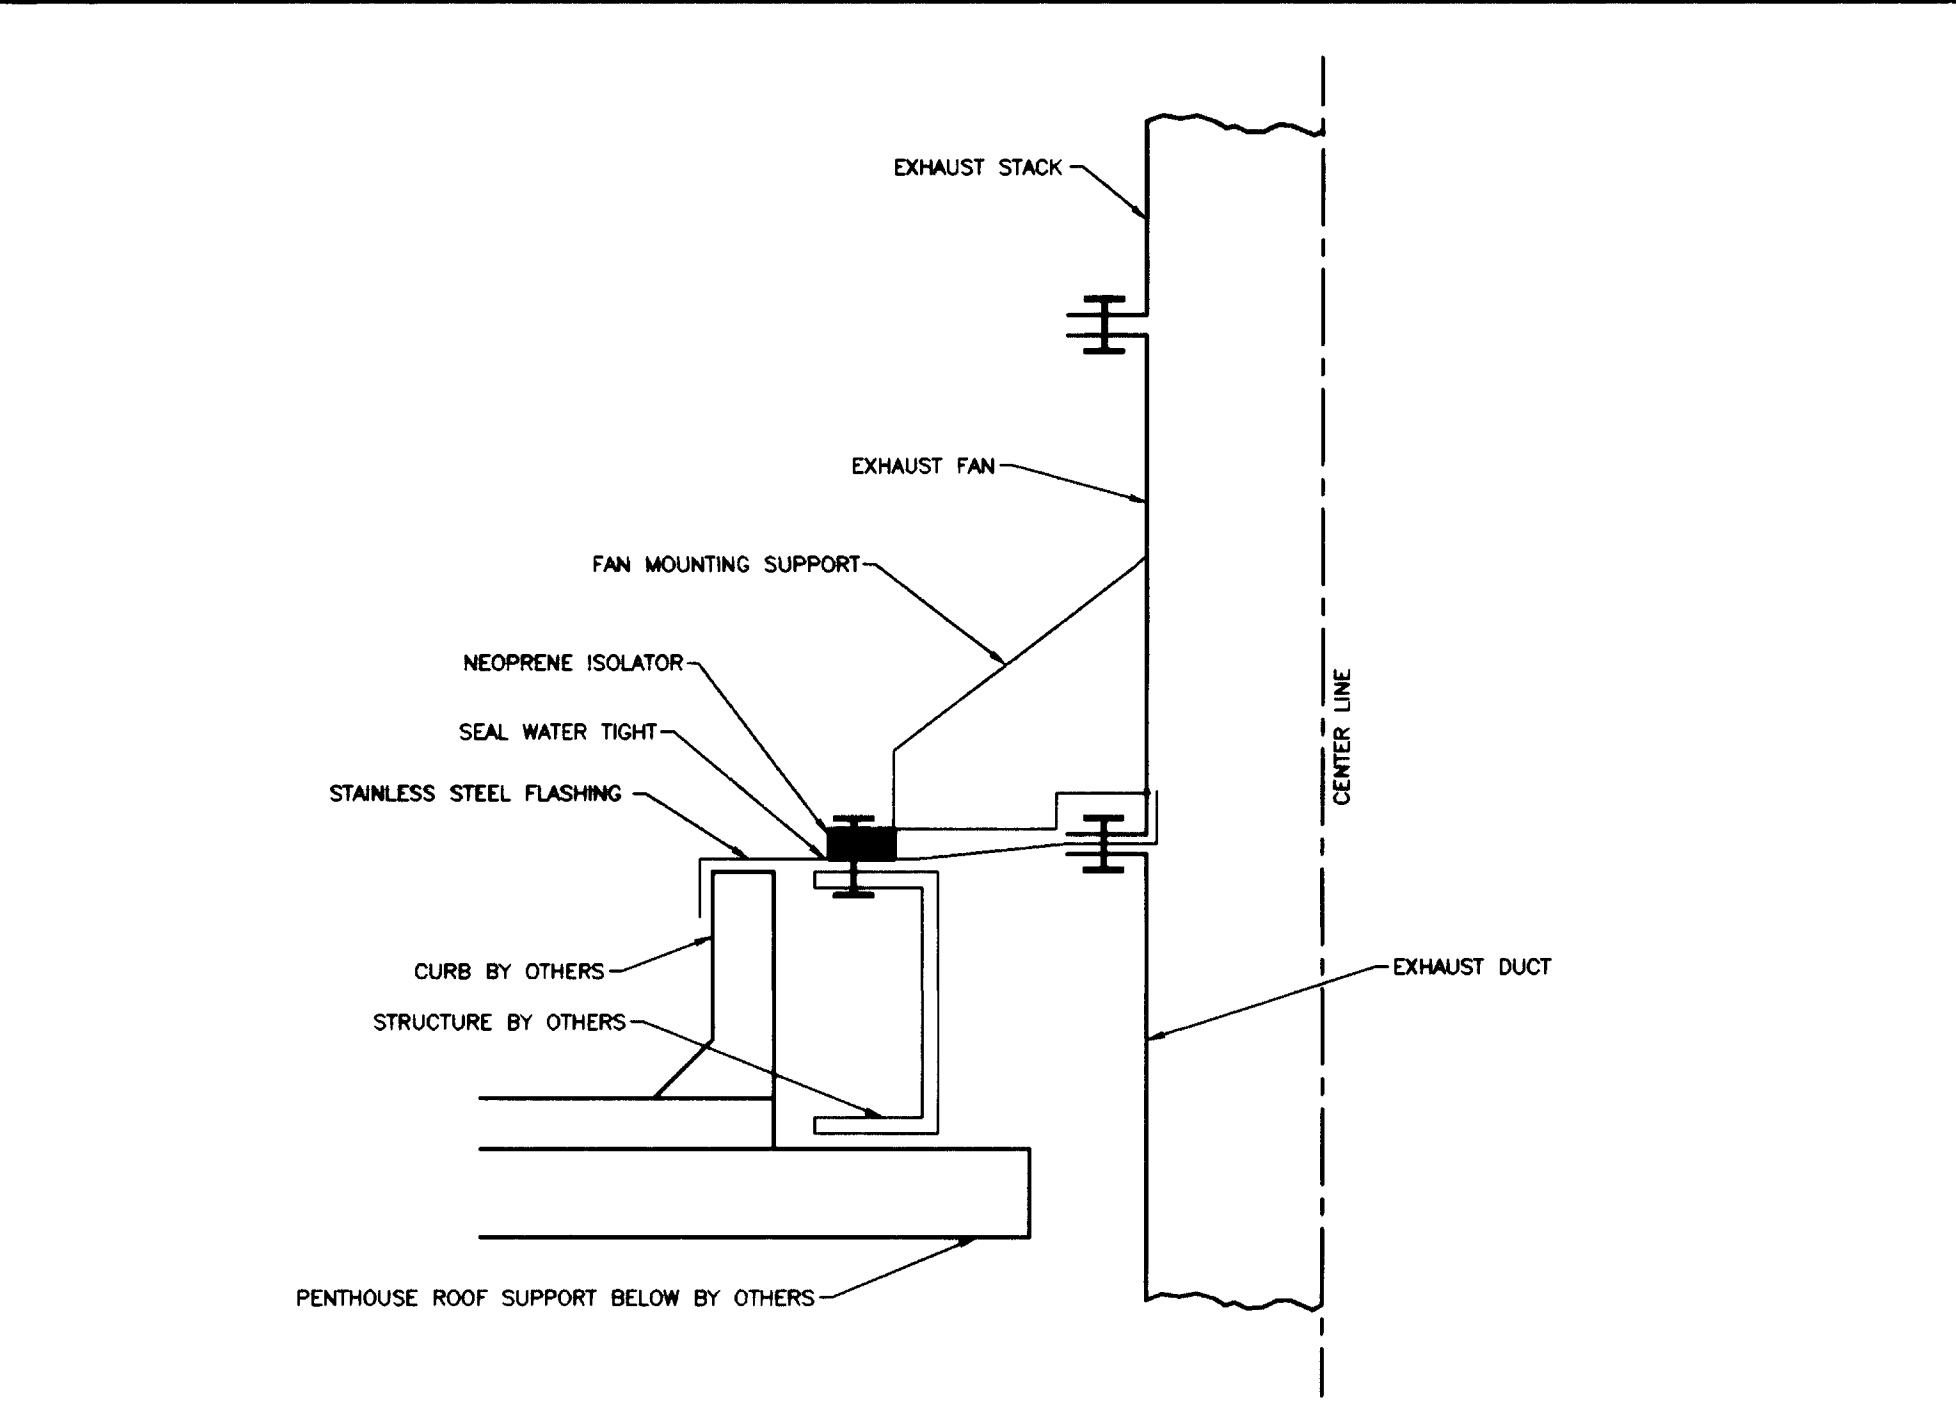 EXHAUST STACK
EXHAUST FAN
FAN MOUNTING SUPPORT
NEOPRENE ISOLATOR
SEAL WATER TIGHT
STAINLESS STEEL FLASHING
CENTER LINE
CURB BY OTHERS
EXHAUST DUCT
STRUCTURE BY OTHERS
PENTHOUSE ROOF SUPPORT BELOW BY OTHERS